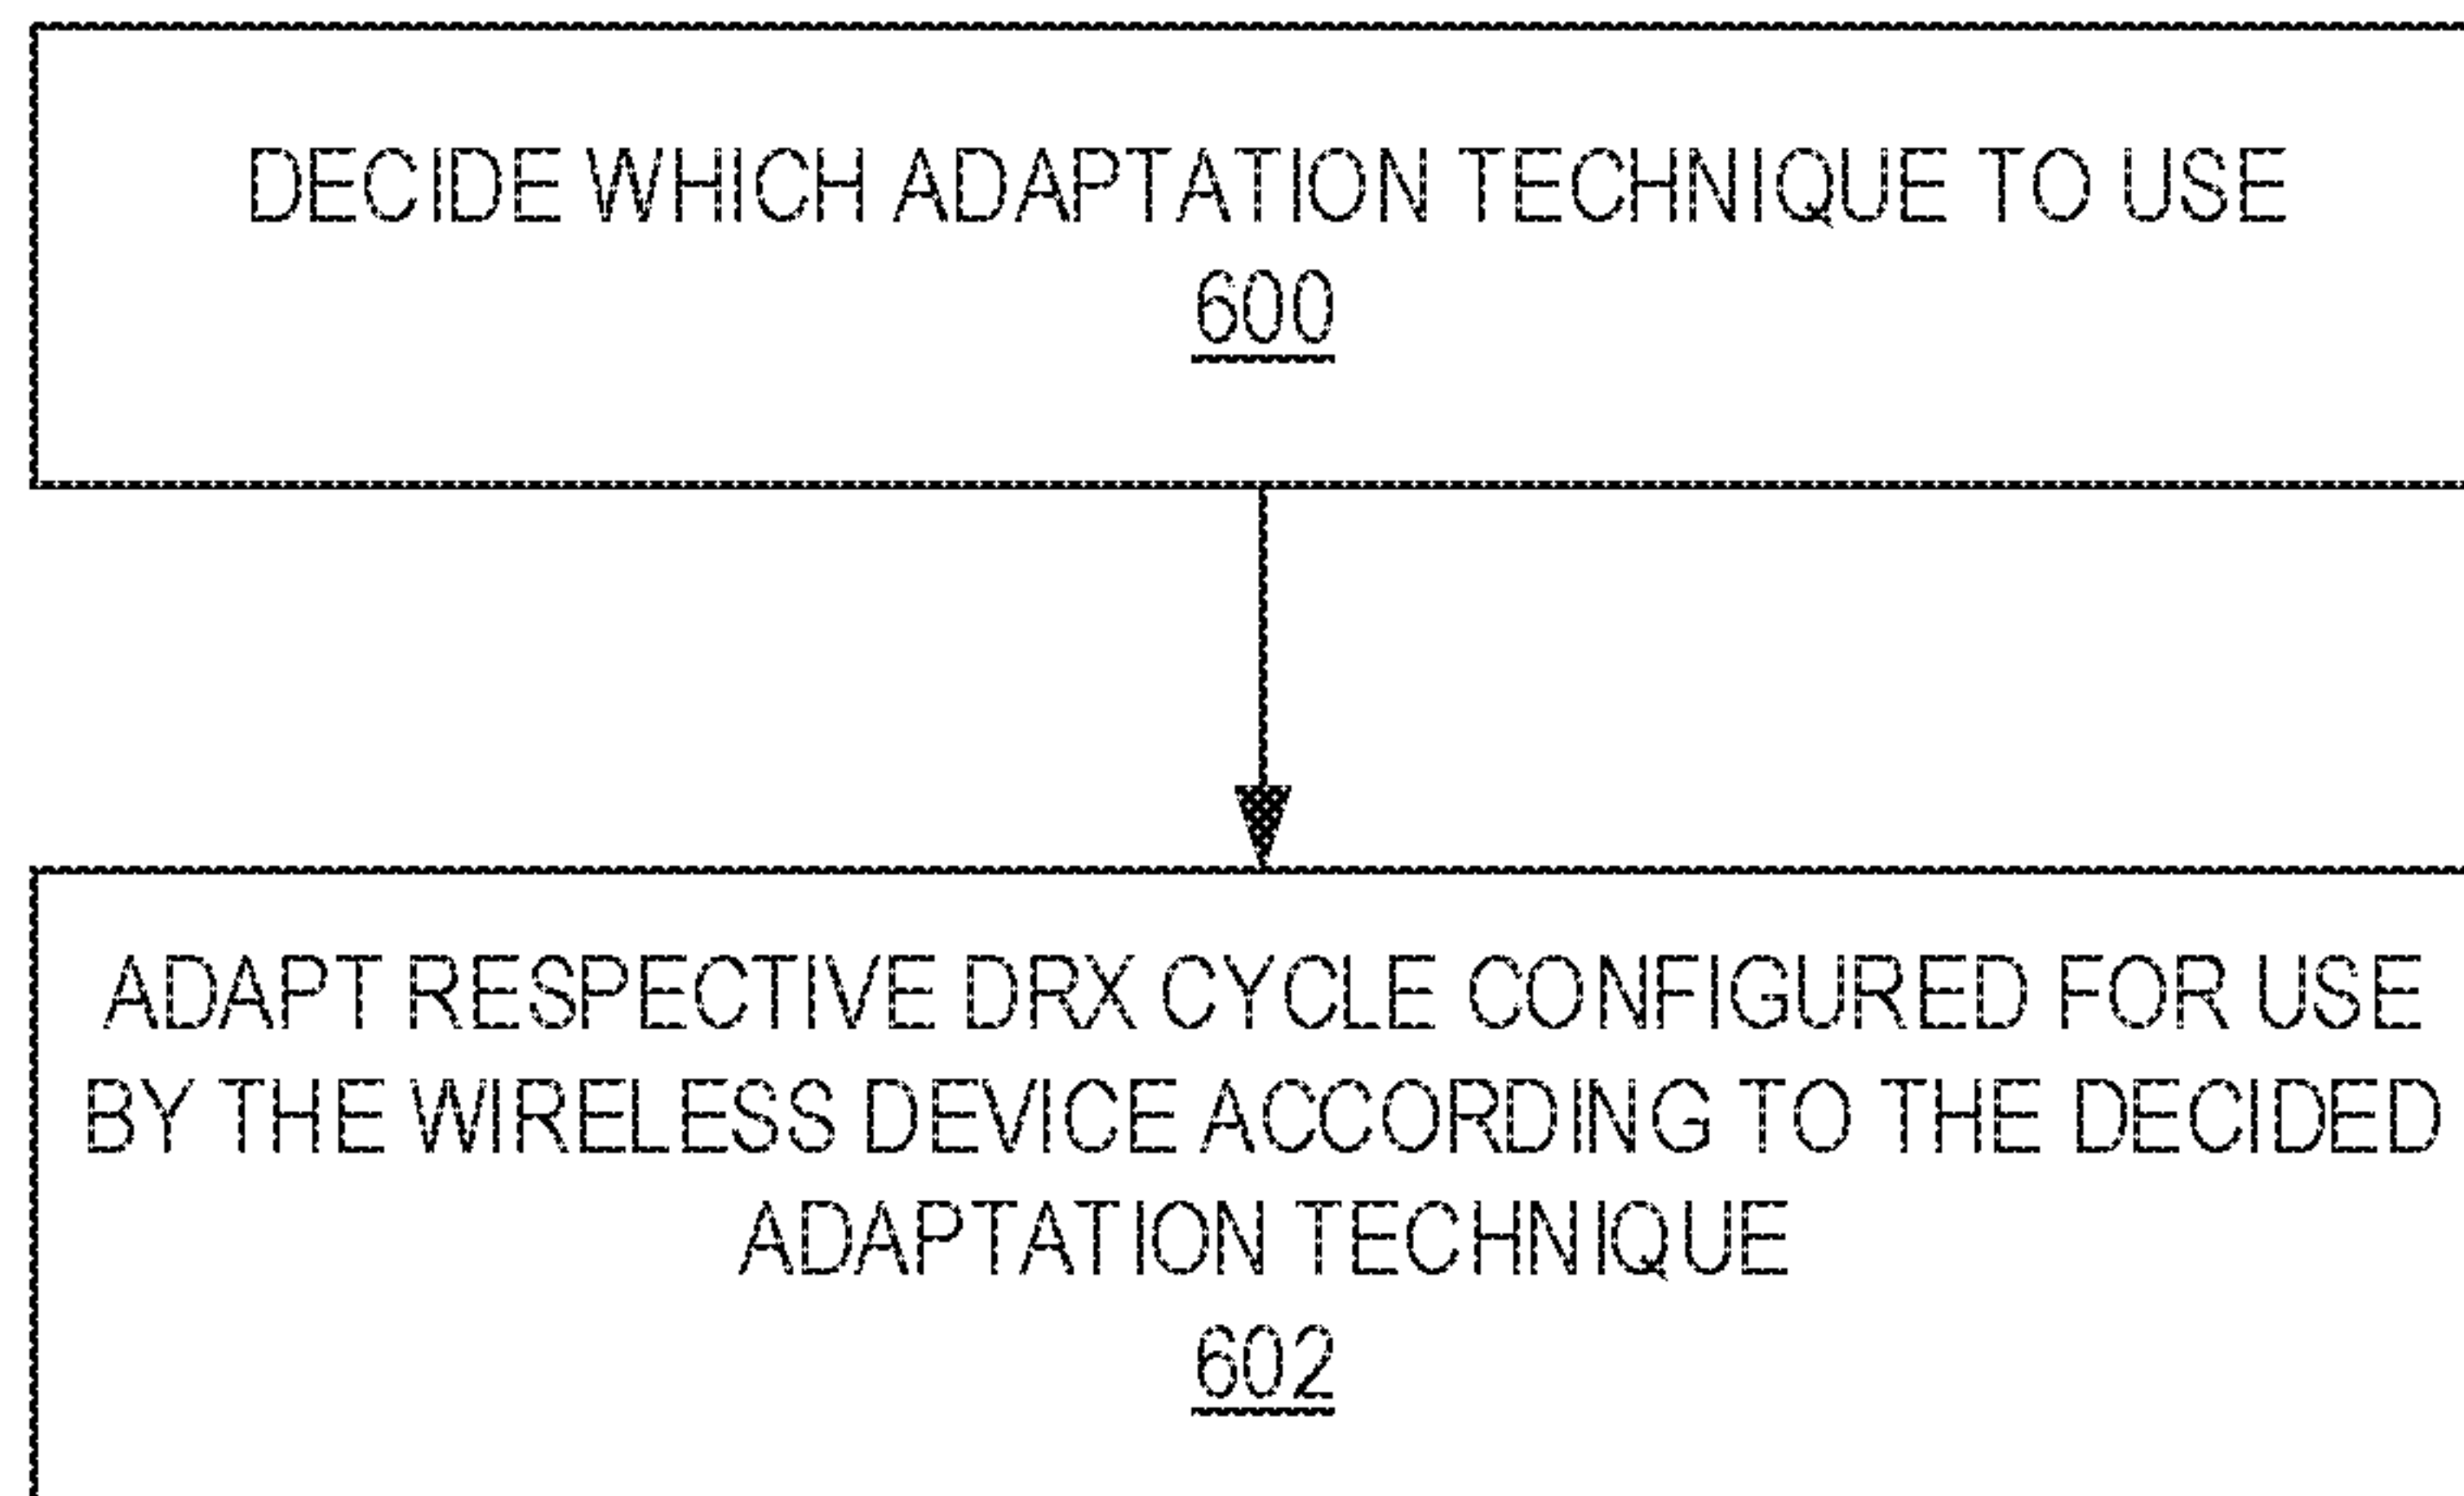 DECIDE WHICH ADAPTATION TECHNIQUE TO USE
600
ADAPT RESPECTIVE DRX CYCLE CONFIGURED FOR USE
BY THE WIRELESS DEVICE ACCORDING TO THE DECIDED
ADAPTATION TECHNIQUE
602